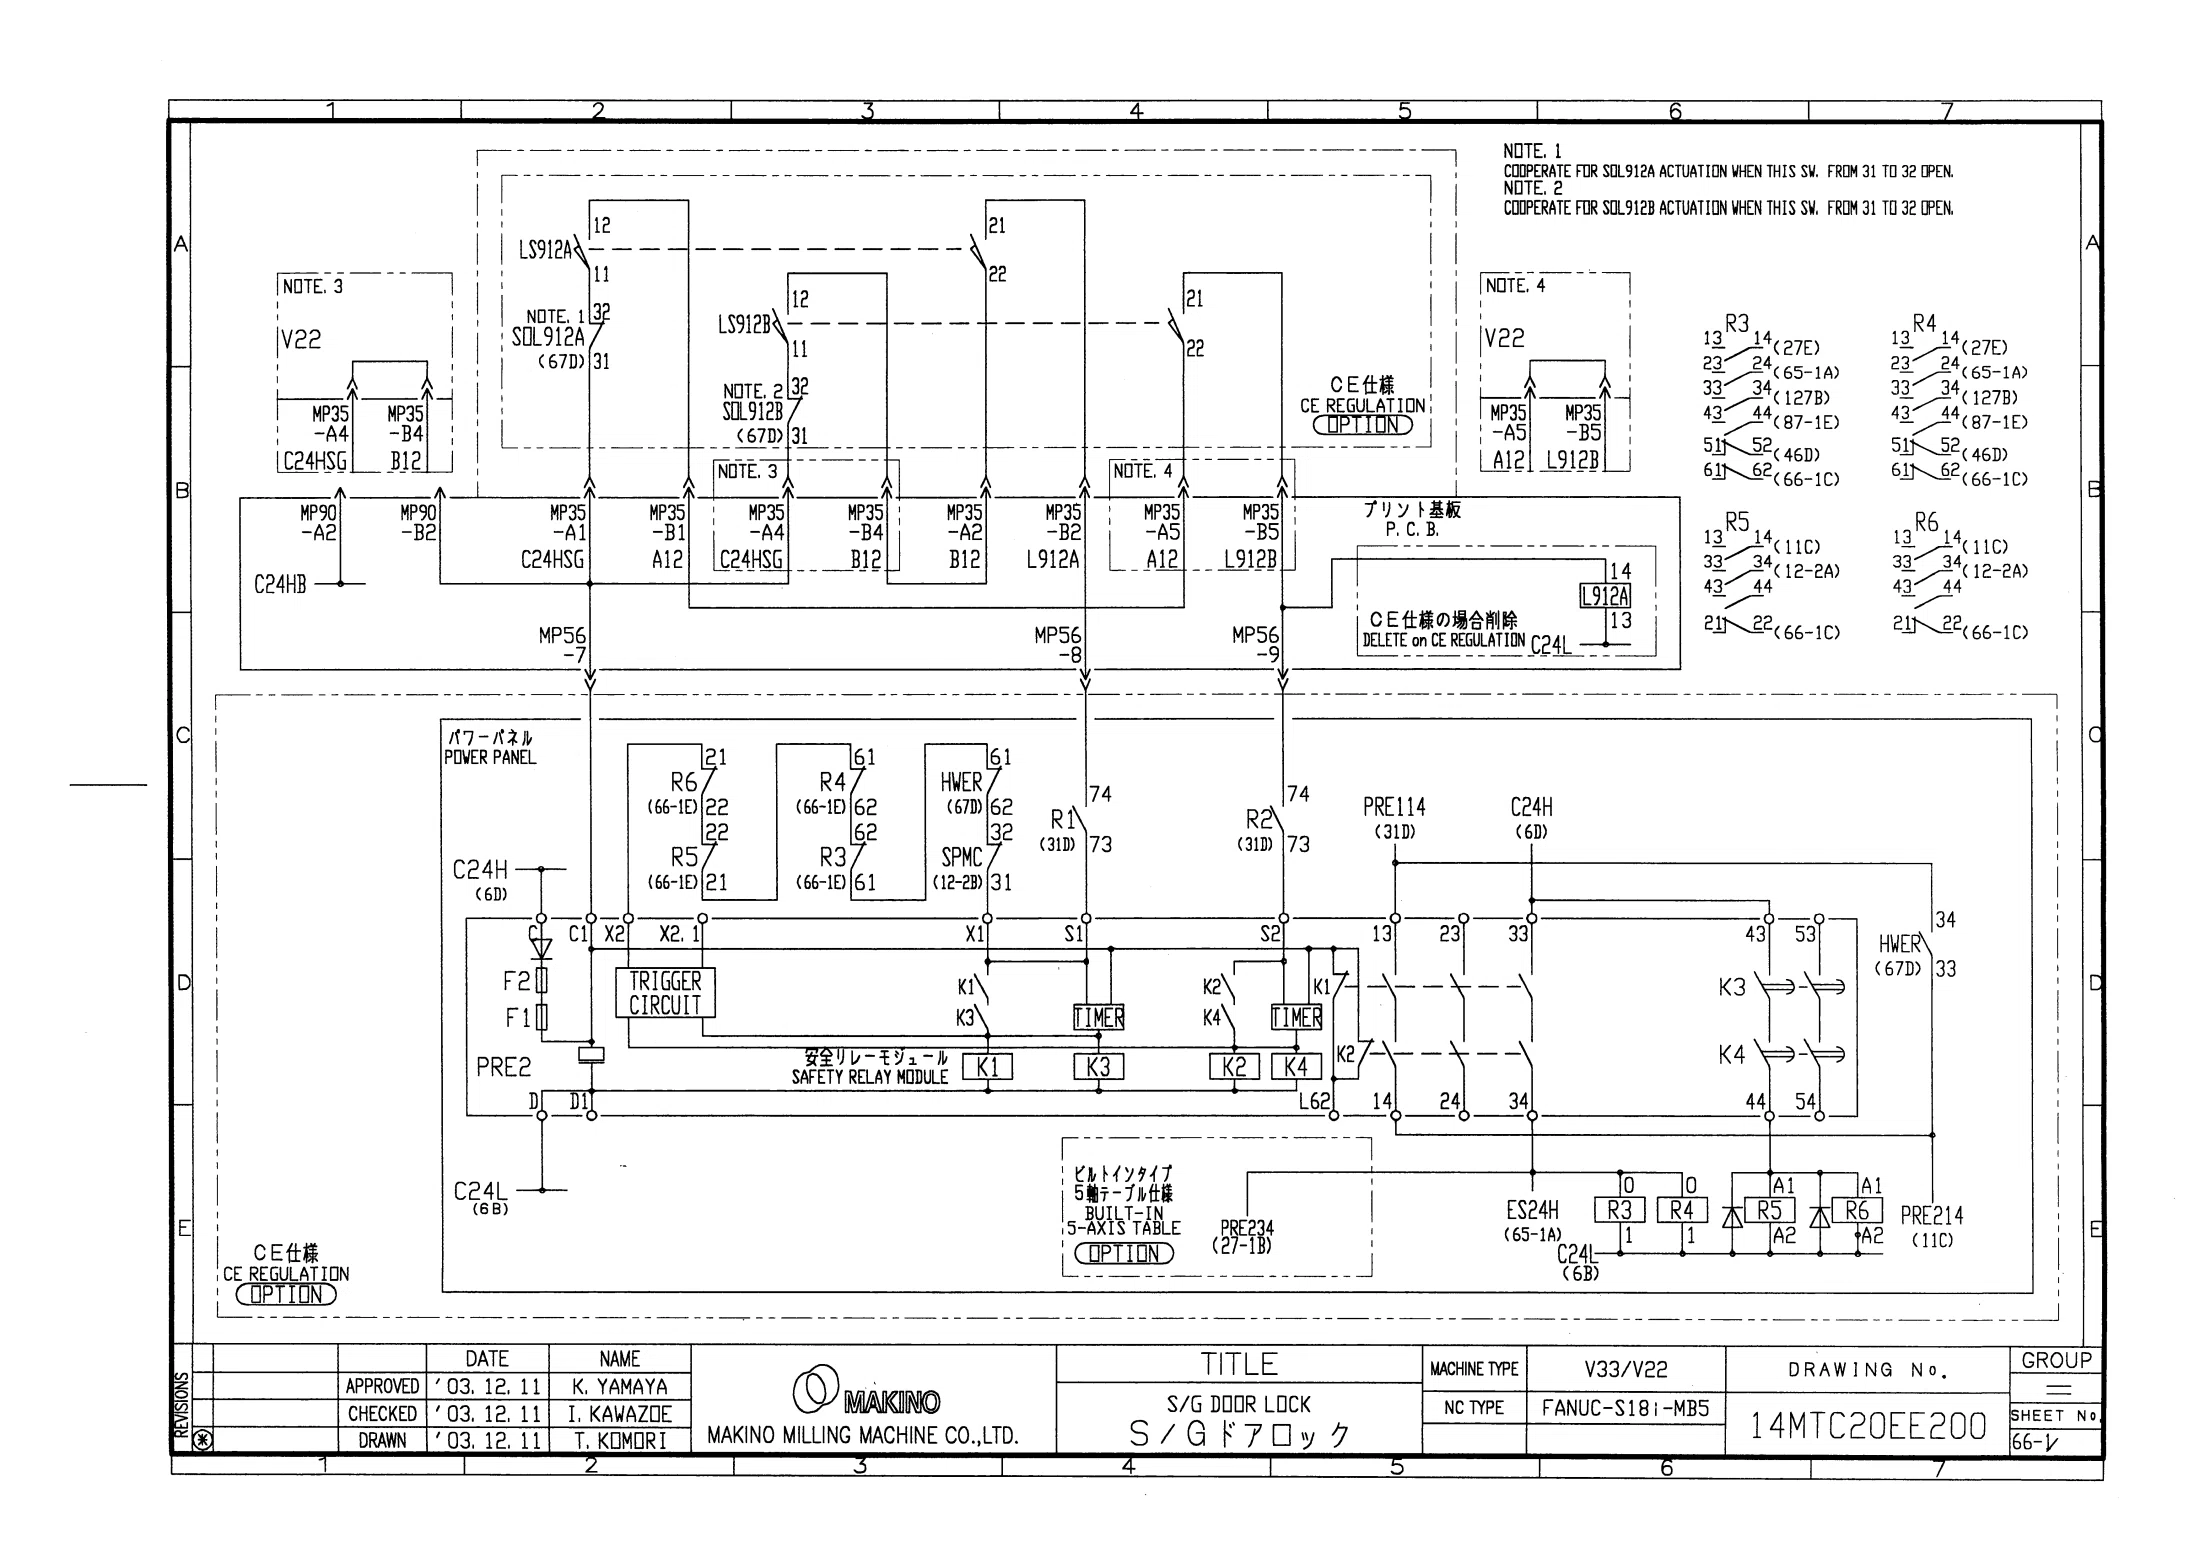 1 2 3 4 5 6 7
NOTE. 1
COOPERATE FOR SOL912A ACTUATION WHEN THIS SW. FROM 31 TO 32 OPEN.
NOTE. 2
COOPERATE FOR SOL912B ACTUATION WHEN THIS SW. FROM 31 TO 32 OPEN.
A A
12 21
LS912A
11 22
NOTE. 1 32
SOL912A
(67D) 31
12 21
LS912B
11 22
NOTE. 2 32
SOL912B
(67D) 31
CE仕様
CE REGULATION
OPTION
NOTE. 3
V22
MP35 MP35
-A4 -B4
C24HSG B12
NOTE. 4
V22
MP35 MP35
-A5 -B5
A12 L912B
R3 R4
13 14 (27E) 13 14 (27E)
23 24 (65-1A) 23 24 (65-1A)
33 34 (127B) 33 34 (127B)
43 44 (87-1E) 43 44 (87-1E)
51 52 (46D) 51 52 (46D)
61 62 (66-1C) 61 62 (66-1C)
R5 R6
13 14 (11C) 13 14 (11C)
33 34 (12-2A) 33 34 (12-2A)
43 44 43 44
21 22 (66-1C) 21 22 (66-1C)
B B
NOTE. 3 NOTE. 4
MP90 MP90 MP35 MP35 MP35 MP35 MP35 MP35 MP35 MP35
-A2 -B2 -A1 -B1 -A4 -B4 -A2 -B2 -A5 -B5
C24HSG A12 C24HSG B12 B12 L912A A12 L912B
C24HB
プリント基板
P. C. B.
14
L912A
13
CE仕様の場合削除
DELETE on CE REGULATION C24L
MP56 MP56 MP56
-7 -8 -9
C C
パワーパネル
POWER PANEL
21 61 61
R6 R4 HWER
(66-1E) 22 (66-1E) 62 (67D) 62
22 62 32
R5 R3 SPMC
(66-1E) 21 (66-1E) 61 (12-2B) 31
74 74
R1 R2
(31D) 73 (31D) 73
PRE114 C24H
(31D) (6D)
C24H
(6D)
C C1 X2 X2. 1 X1 S1 S2 13 23 33 43 53
34
HWER
(67D) 33
D D
F2
F1
TRIGGER
CIRCUIT
K1 K2 K1 K3
K3 TIMER K4 TIMER
K2 K4
PRE2
安全リレーモジュール
SAFETY RELAY MODULE
K1 K3 K2 K4
D D1 L62 14 24 34 44 54
C24L
(6B)
E E
ビルトインタイプ
5軸テーブル仕様
BUILT-IN
5-AXIS TABLE
OPTION
PRE234
(27-1B)
ES24H
(65-1A)
0 0 A1 A1
R3 R4 R5 R6
1 1 A2 A2
C24L
(6B)
PRE214
(11C)
CE仕様
CE REGULATION
OPTION
REVISIONS
DATE NAME
APPROVED '03. 12. 11 K. YAMAYA
CHECKED '03. 12. 11 I. KAWAZOE
DRAWN '03. 12. 11 T. KOMORI
MAKINO
MAKINO MILLING MACHINE CO.,LTD.
TITLE
S/G DOOR LOCK
S/Gドアロック
MACHINE TYPE V33/V22
NC TYPE FANUC-S18i-MB5
DRAWING No.
14MTC20EE200
GROUP
=
SHEET No.
66-1/
1 2 3 4 5 6 7